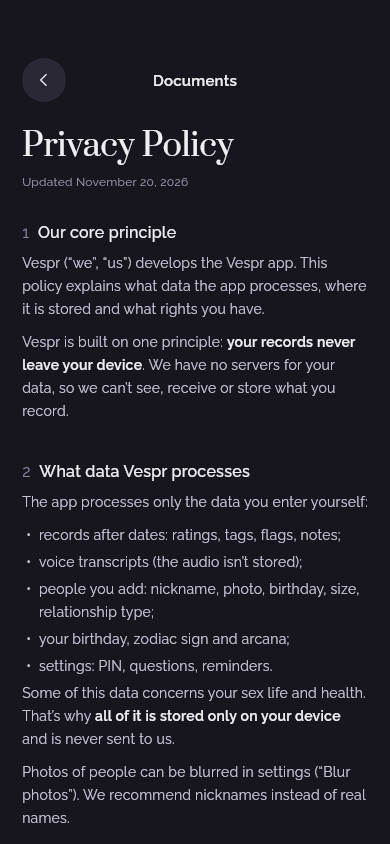 Documents
Privacy Policy
Updated November 20, 2026
1 Our core principle
Vespr (“we”, “us”) develops the Vespr app. This
policy explains what data the app processes, where
it is stored and what rights you have.
Vespr is built on one principle: your records never
leave your device. We have no servers for your
data, so we can’t see, receive or store what you
record.
2 What data Vespr processes
The app processes only the data you enter yourself:
• records after dates: ratings, tags, flags, notes;
• voice transcripts (the audio isn’t stored);
• people you add: nickname, photo, birthday, size,
relationship type;
• your birthday, zodiac sign and arcana;
• settings: PIN, questions, reminders.
Some of this data concerns your sex life and health.
That’s why all of it is stored only on your device
and is never sent to us.
Photos of people can be blurred in settings (“Blur
photos”). We recommend nicknames instead of real
names.